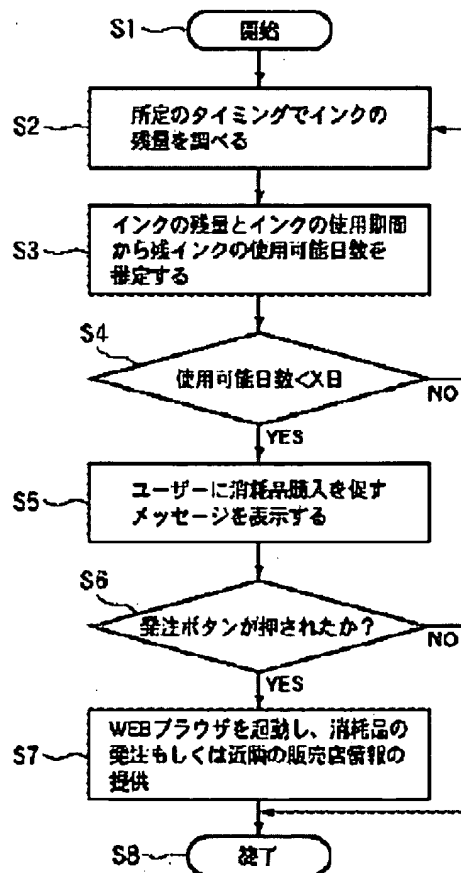 S1 開始
S2 所定のタイミングでインクの
残量を調べる
S3 インクの残量とインクの使用期間
から残インクの使用可能日数を
推定する
S4
使用可能日数<X日
NO
YES
S5 ユーザーに消耗品購入を促す
メッセージを表示する
S6
発注ボタンが押されたか?
NO
YES
S7 WEBブラウザを起動し、消耗品の
発注もしくは近隣の販売店情報の
提供
S8 終了